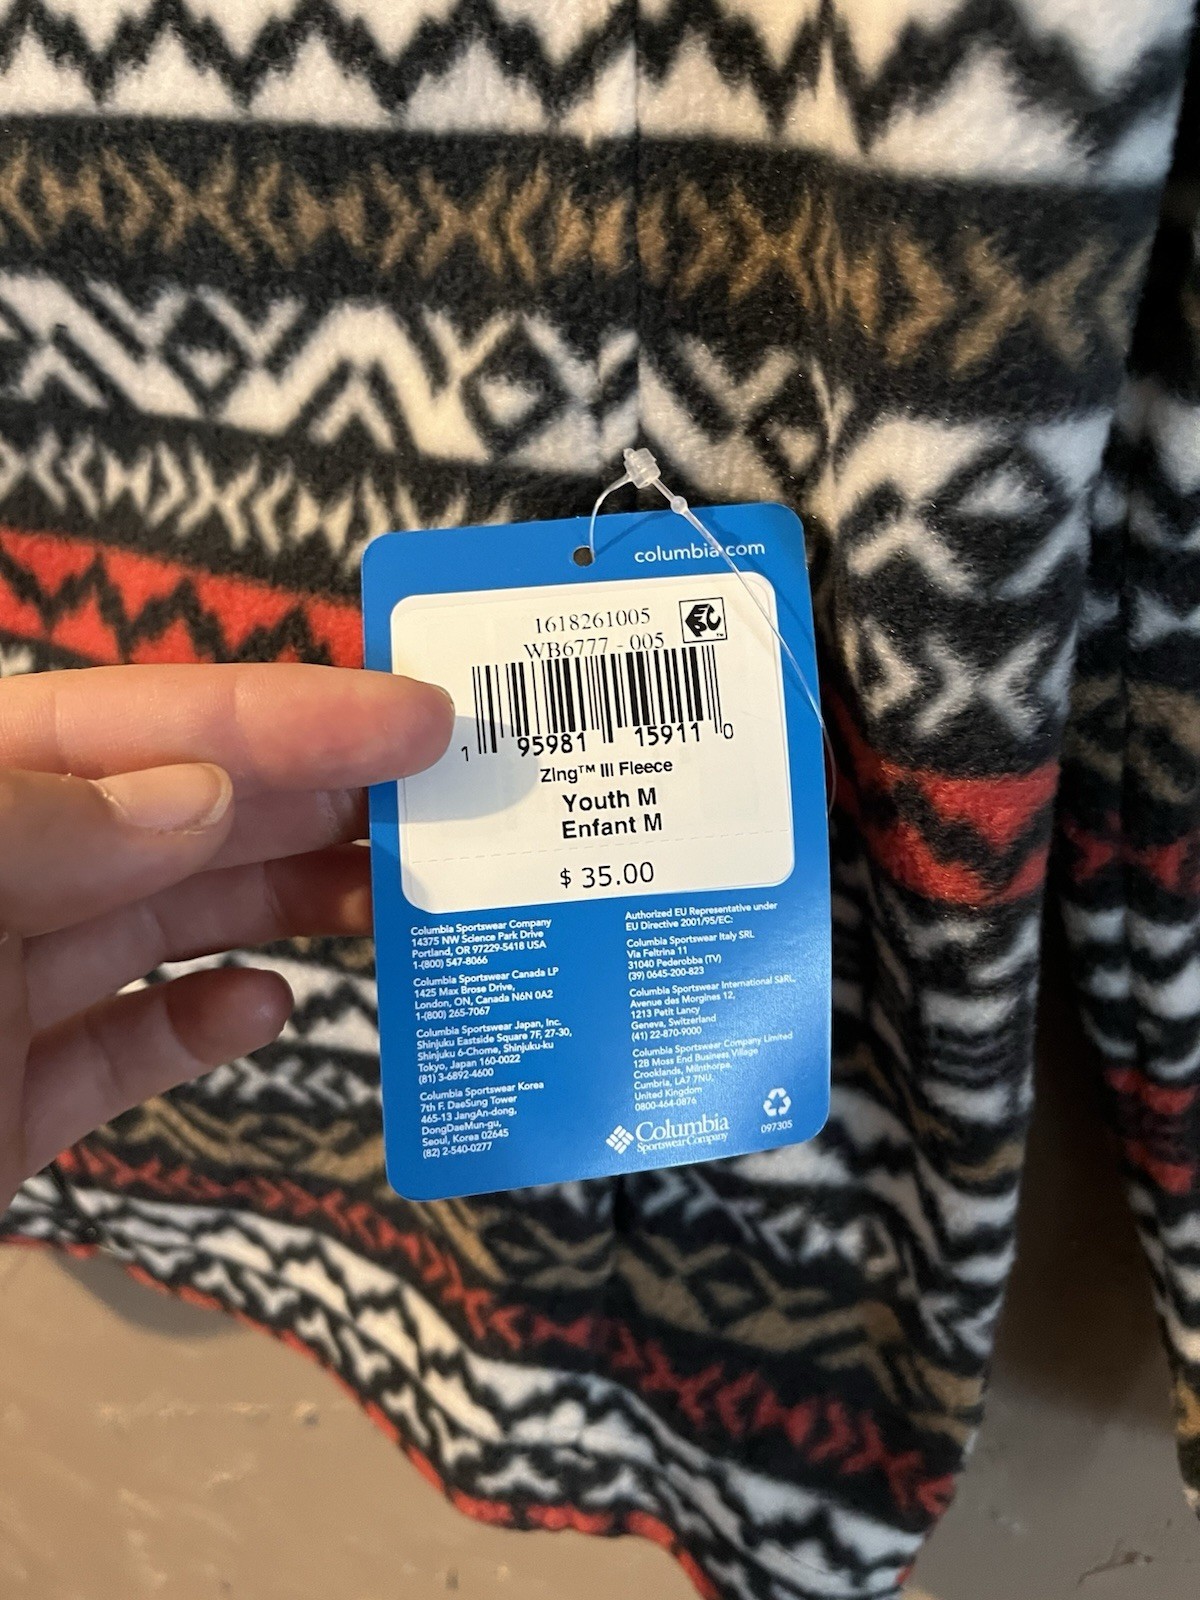 columbia.com
1618261005
WB6777 - 005
1 95981 15911 0
Zing™ III Fleece
Youth M
Enfant M
$ 35.00
Columbia Sportswear Company
14375 NW Science Park Drive
Portland, OR 97229-5418 USA
1-(800) 547-8066
Columbia Sportswear Canada LP
1425 Max Brose Drive,
London, ON, Canada N6N 0A2
1-(800) 265-7067
Columbia Sportswear Japan, Inc.
Shinjuku Eastside Square 7F, 27-30,
Shinjuku 6-Chome, Shinjuku-ku
Tokyo, Japan 160-0022
(81) 3-6892-4600
Columbia Sportswear Korea
7th F. DaeSung Tower
465-13 JangAn-dong,
DongDaeMun-gu,
Seoul, Korea 02645
(82) 2-540-0277
Authorized EU Representative under
EU Directive 2001/95/EC:
Columbia Sportswear Italy SRL
Via Feltrina 11
31040 Pederobba (TV)
(39) 0645-200-823
Columbia Sportswear International SàRL,
Avenue des Morgines 12,
1213 Petit Lancy
Geneva, Switzerland
(41) 22-870-9000
Columbia Sportswear Company Limited
12B Moss End Business Village
Crooklands, Milnthorpe,
Cumbria, LA7 7NU,
United Kingdom
0800-464-0876
Columbia
Sportswear Company
097305